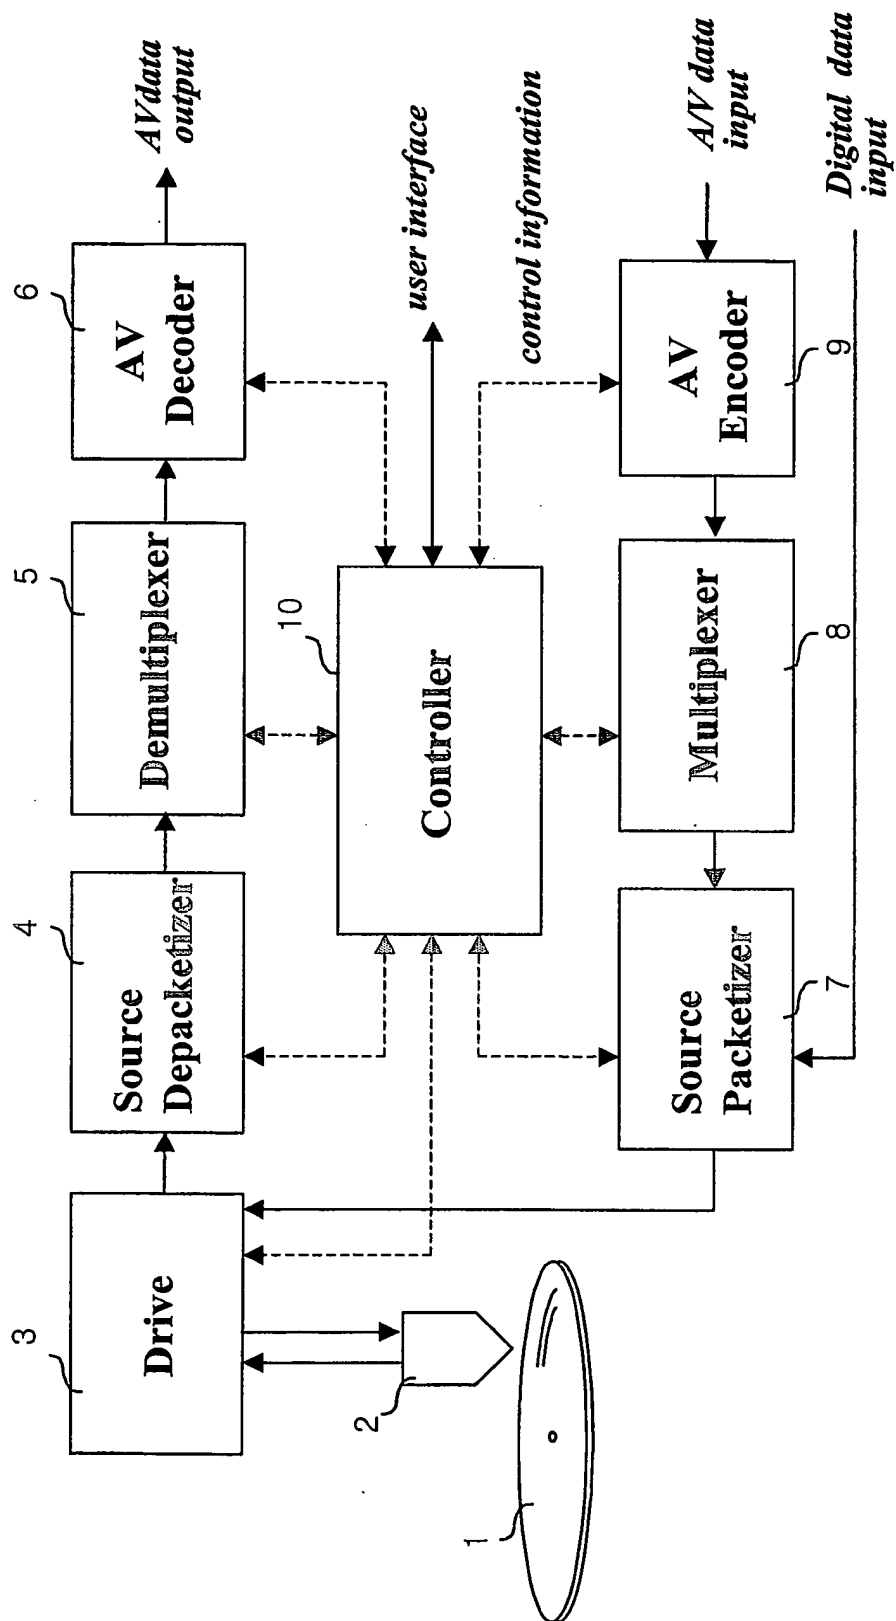 3
Drive
4
Source
Depacketizer
5
Demultiplexer
6
AV
Decoder
AVdata
output
2
1
10
Controller
user interface
control information
Source
Packetizer
7
Multiplexer
8
AV
Encoder
9
A/V data
input
Digital data
input